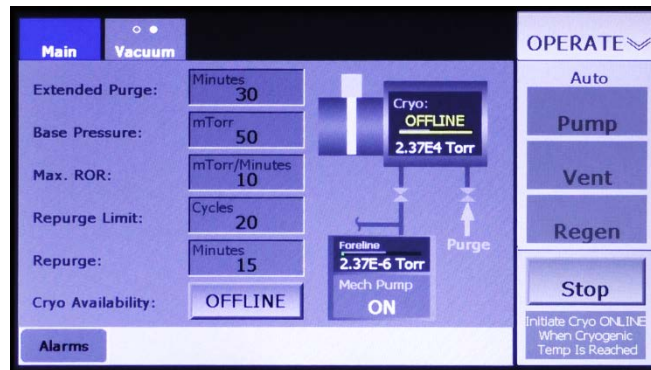 Main
Vacuum
OPERATE
Extended Purge:
Minutes
30
Base Pressure:
mTorr
50
Max. ROR:
mTorr/Minutes
10
Repurge Limit:
Cycles
20
Repurge:
Minutes
15
Cryo Availability:
OFFLINE
Cryo:
OFFLINE
2.37E4 Torr
Foreline
2.37E-6 Torr
Mech Pump
ON
Purge
Auto
Pump
Vent
Regen
Stop
Initiate Cryo ONLINE
When Cryogenic
Temp Is Reached
Alarms